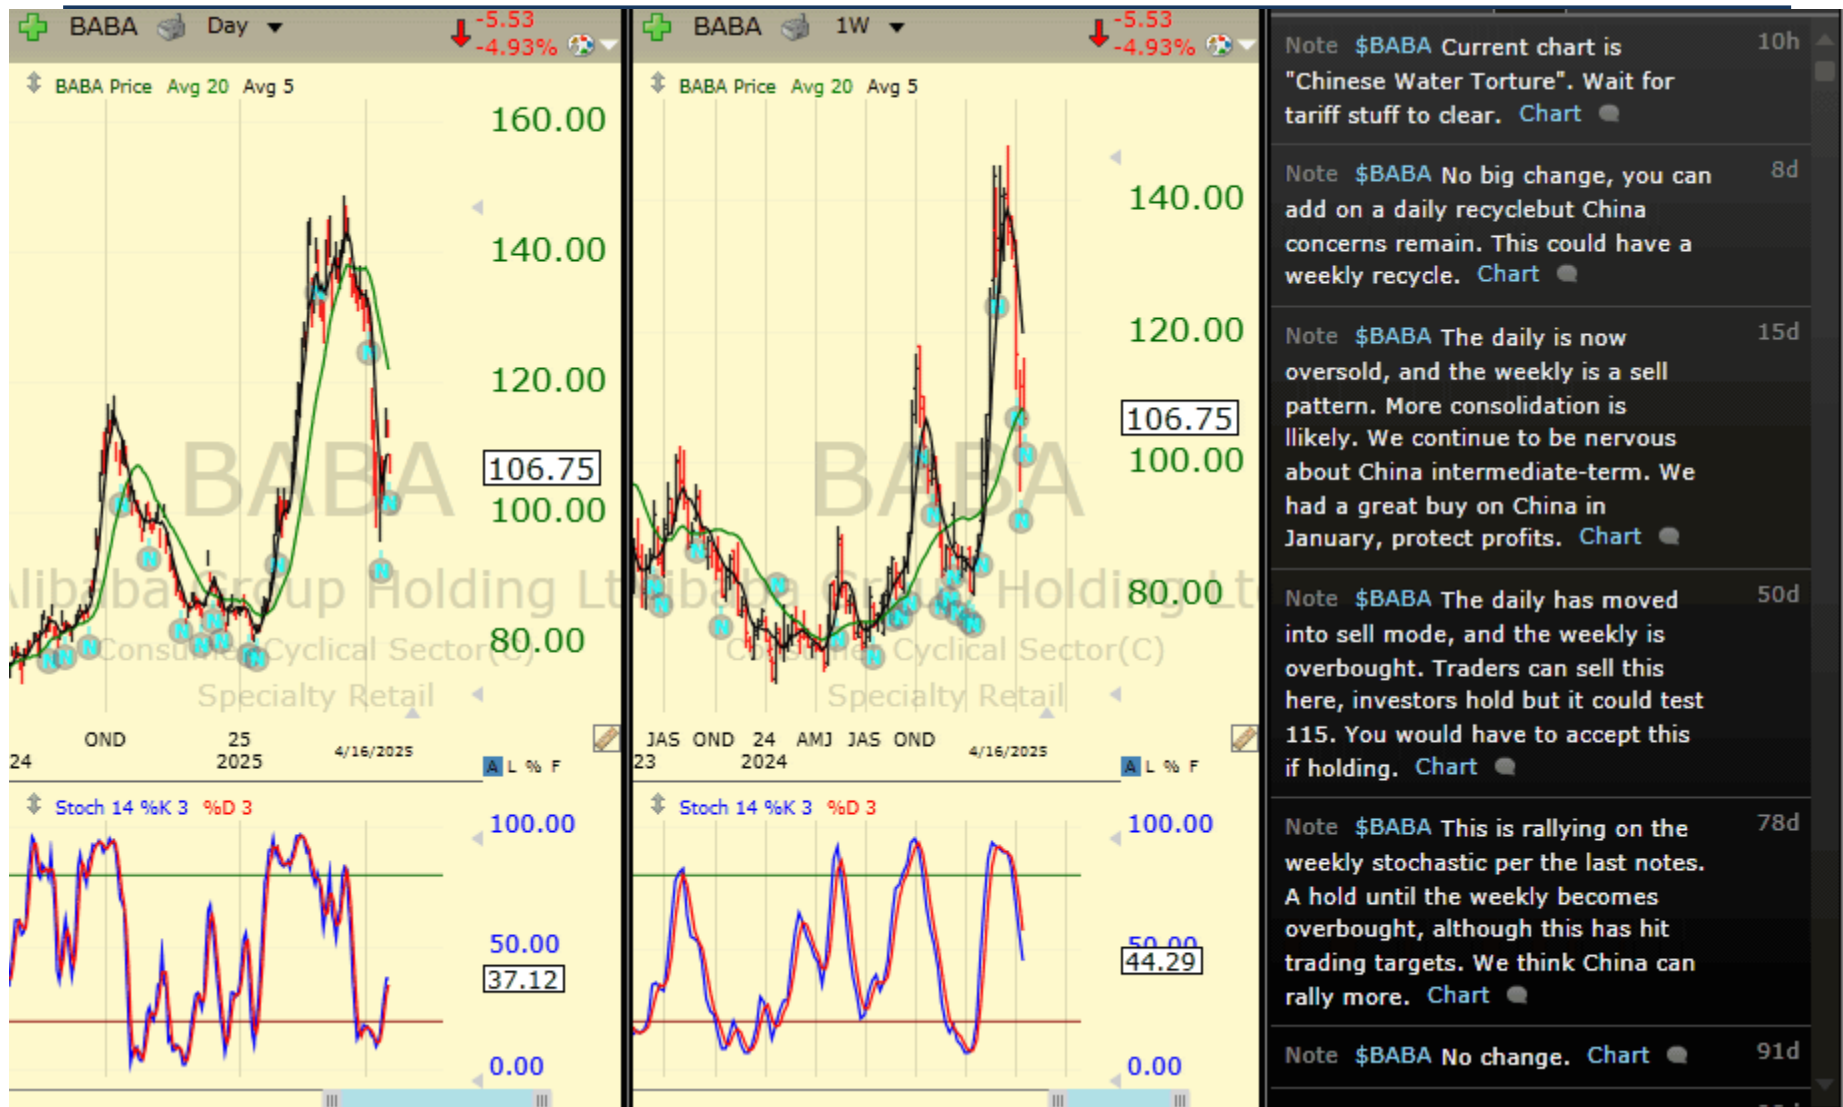 BABA Day
-5.53
-4.93%
BABA Price Avg 20 Avg 5
160.00
140.00
120.00
106.75
100.00
80.00
BABA
Alibaba Group Holding Lt
Consumer Cyclical Sector(C)
Specialty Retail
OND 25 4/16/2025
24 2025
A L % F
Stoch 14 %K 3 %D 3
100.00
50.00
37.12
0.00
BABA 1W
-5.53
-4.93%
BABA Price Avg 20 Avg 5
140.00
120.00
106.75
100.00
80.00
BABA
Alibaba Group Holding Lt
Consumer Cyclical Sector(C)
Specialty Retail
JAS OND 24 AMJ JAS OND 4/16/2025
23 2024
A L % F
Stoch 14 %K 3 %D 3
100.00
50.00
44.29
0.00
Note $BABA Current chart is 10h
"Chinese Water Torture". Wait for
tariff stuff to clear. Chart
Note $BABA No big change, you can 8d
add on a daily recyclebut China
concerns remain. This could have a
weekly recycle. Chart
Note $BABA The daily is now 15d
oversold, and the weekly is a sell
pattern. More consolidation is
llikely. We continue to be nervous
about China intermediate-term. We
had a great buy on China in
January, protect profits. Chart
Note $BABA The daily has moved 50d
into sell mode, and the weekly is
overbought. Traders can sell this
here, investors hold but it could test
115. You would have to accept this
if holding. Chart
Note $BABA This is rallying on the 78d
weekly stochastic per the last notes.
A hold until the weekly becomes
overbought, although this has hit
trading targets. We think China can
rally more. Chart
Note $BABA No change. Chart 91d